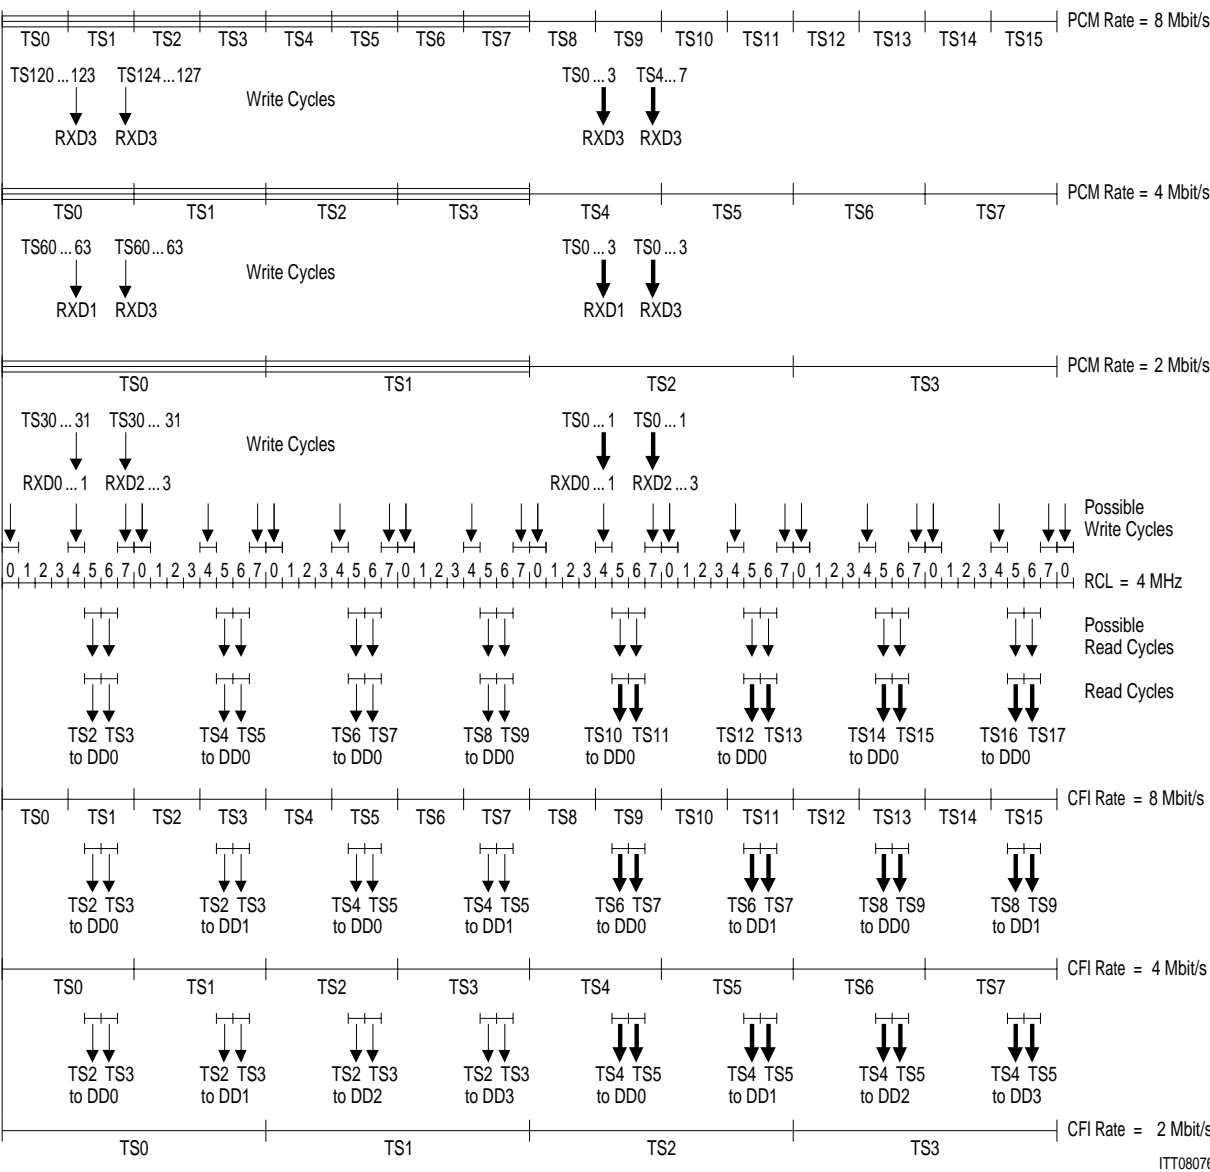 PCM Rate = 8 Mbit/s
TS0 TS1 TS2 TS3 TS4 TS5 TS6 TS7 TS8 TS9 TS10 TS11 TS12 TS13 TS14 TS15
TS120 ... 123 TS124 ... 127 TS0 ... 3 TS4... 7
Write Cycles
RXD3 RXD3 RXD3 RXD3
PCM Rate = 4 Mbit/s
TS0 TS1 TS2 TS3 TS4 TS5 TS6 TS7
TS60 ... 63 TS60 ... 63 TS0 ... 3 TS0 ... 3
Write Cycles
RXD1 RXD3 RXD1 RXD3
PCM Rate = 2 Mbit/s
TS0 TS1 TS2 TS3
TS30 ... 31 TS30 ... 31 TS0 ... 1 TS0 ... 1
Write Cycles
RXD0 ... 1 RXD2 ... 3 RXD0 ... 1 RXD2 ... 3
Possible
Write Cycles
0 1 2 3 4 5 6 7 0 1 2 3 4 5 6 7 0 1 2 3 4 5 6 7 0 1 2 3 4 5 6 7 0 1 2 3 4 5 6 7 0 1 2 3 4 5 6 7 0 1 2 3 4 5 6 7 0 1 2 3 4 5 6 7 0
RCL = 4 MHz
Possible
Read Cycles
Read Cycles
TS2 TS3 TS4 TS5 TS6 TS7 TS8 TS9 TS10 TS11 TS12 TS13 TS14 TS15 TS16 TS17
to DD0 to DD0 to DD0 to DD0 to DD0 to DD0 to DD0 to DD0
CFI Rate = 8 Mbit/s
TS0 TS1 TS2 TS3 TS4 TS5 TS6 TS7 TS8 TS9 TS10 TS11 TS12 TS13 TS14 TS15
TS2 TS3 TS2 TS3 TS4 TS5 TS4 TS5 TS6 TS7 TS6 TS7 TS8 TS9 TS8 TS9
to DD0 to DD1 to DD0 to DD1 to DD0 to DD1 to DD0 to DD1
CFI Rate = 4 Mbit/s
TS0 TS1 TS2 TS3 TS4 TS5 TS6 TS7
TS2 TS3 TS2 TS3 TS2 TS3 TS2 TS3 TS4 TS5 TS4 TS5 TS4 TS5 TS4 TS5
to DD0 to DD1 to DD2 to DD3 to DD0 to DD1 to DD2 to DD3
CFI Rate = 2 Mbit/s
TS0 TS1 TS2 TS3
ITT08076